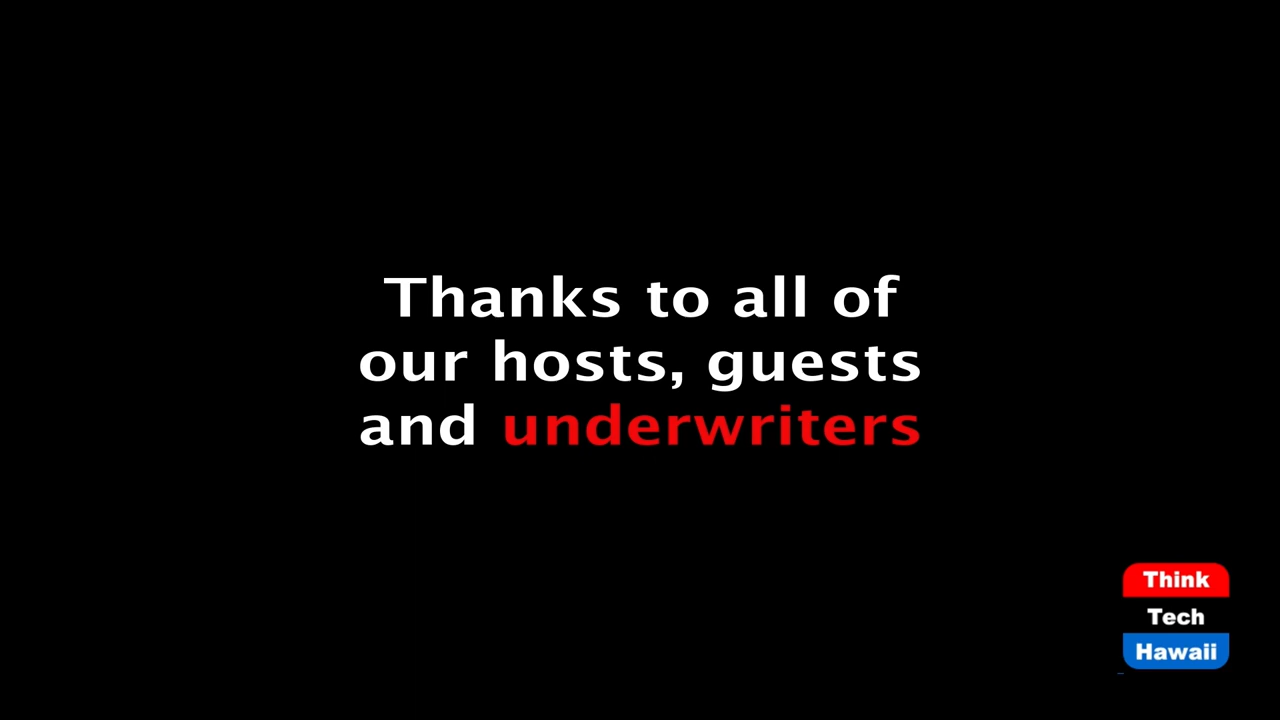 Thanks to all of
our hosts, guests
and underwriters
Think
Tech
Hawaii